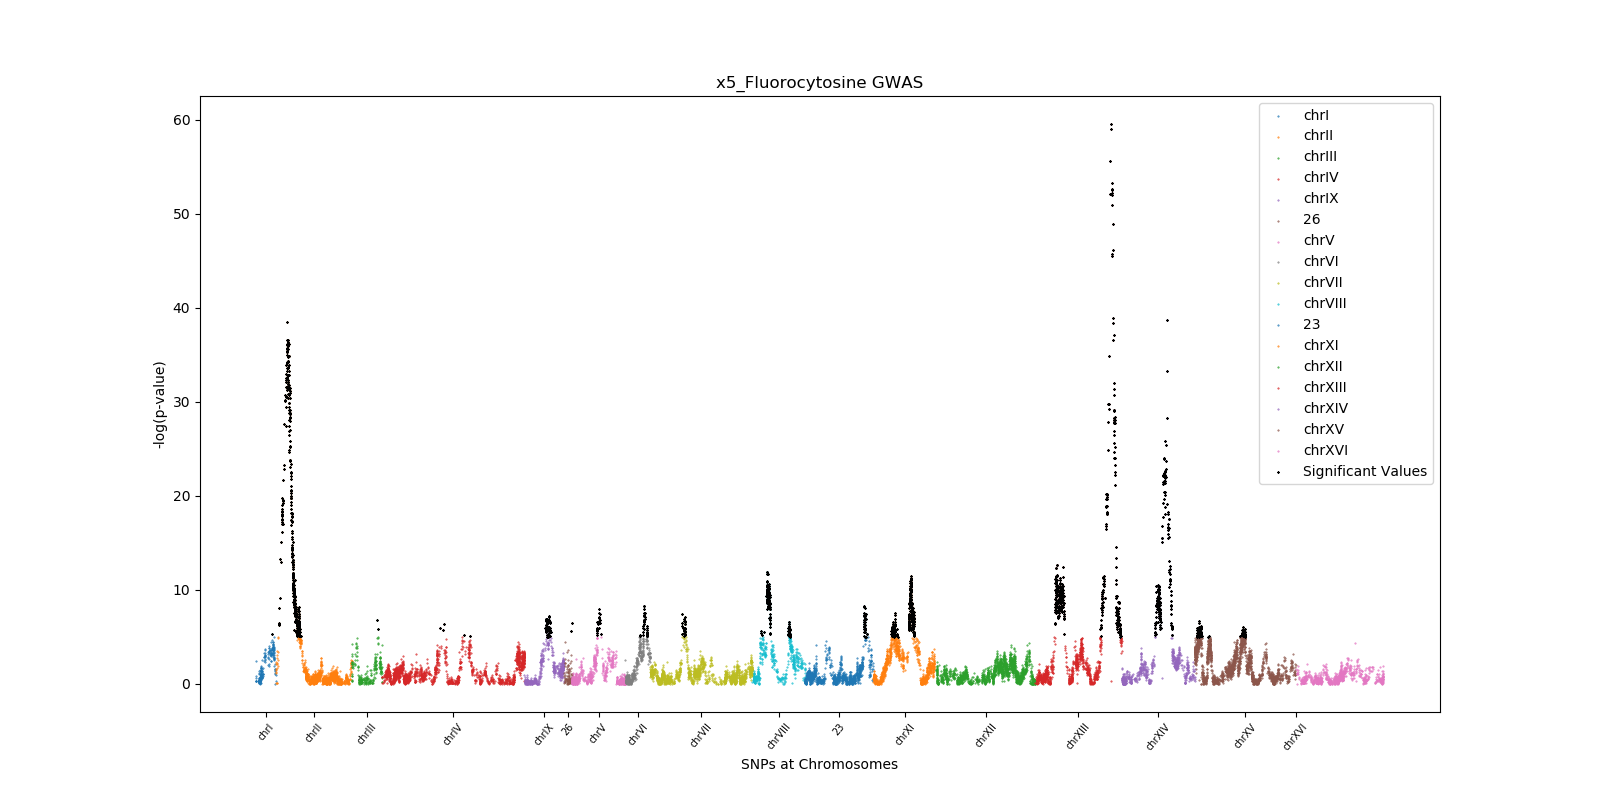 x5_Fluorocytosine GWAS
60
50
40
30
20
10
0
-log(p-value)
chrI
chrII
chrIII
chrIV
chrIX
26
chrV
chrVI
chrVII
chrVIII
23
chrXI
chrXII
chrXIII
chrXIV
chrXV
chrXVI
Significant Values
chrI
chrII
chrIII
chrIV
chrIX
26
chrV
chrVI
chrVII
chrVIII
23
chrXI
chrXII
chrXIII
chrXIV
chrXV
chrXVI
SNPs at Chromosomes